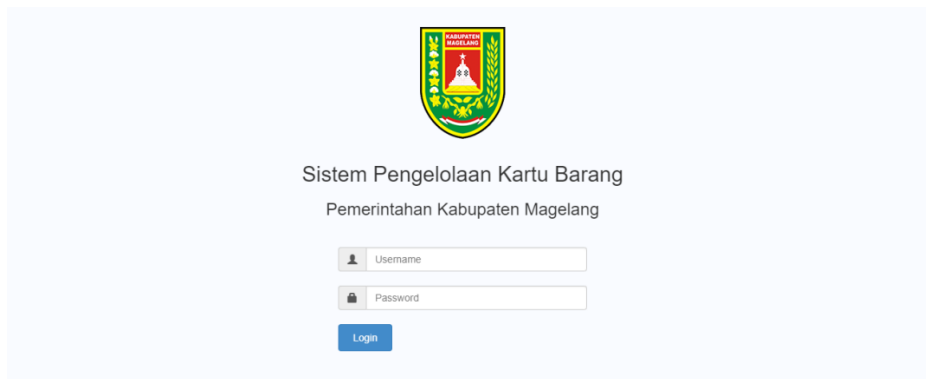 KABUPATEN
MAGELANG
Sistem Pengelolaan Kartu Barang
Pemerintahan Kabupaten Magelang
Username
Password
Login